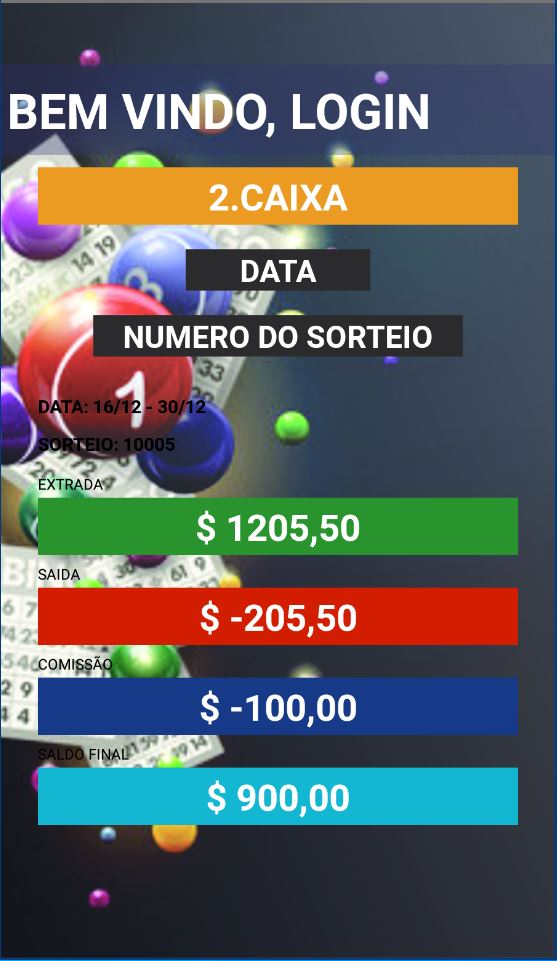 BEM VINDO, LOGIN
2.CAIXA
DATA
NUMERO DO SORTEIO
DATA: 16/12 - 30/12
SORTEIO: 10005
EXTRADA
$ 1205,50
SAIDA
$ -205,50
COMISSÃO
$ -100,00
SALDO FINAL
$ 900,00